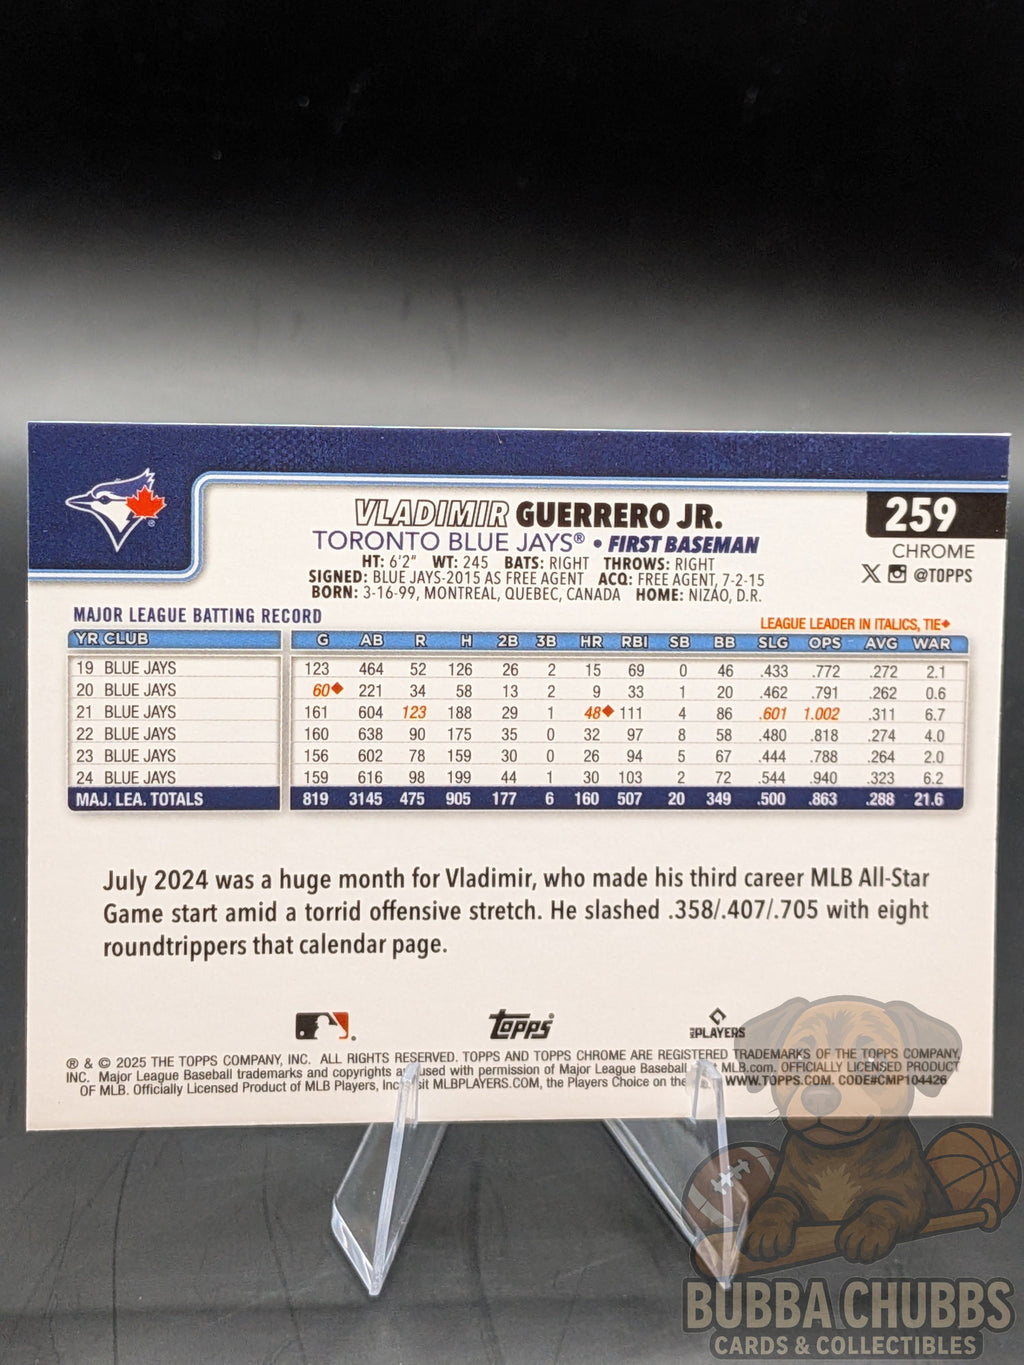 VLADIMIR GUERRERO JR.
259
TORONTO BLUE JAYS® • FIRST BASEMAN
CHROME
HT: 6'2" WT: 245 BATS: RIGHT THROWS: RIGHT
X @TOPPS
SIGNED: BLUE JAYS-2015 AS FREE AGENT ACQ: FREE AGENT, 7-2-15
BORN: 3-16-99, MONTREAL, QUEBEC, CANADA HOME: NIZAO, D.R.
MAJOR LEAGUE BATTING RECORD
LEAGUE LEADER IN ITALICS, TIE◆
YR CLUB G AB R H 2B 3B HR RBI SB BB SLG OPS AVG WAR
19 BLUE JAYS 123 464 52 126 26 2 15 69 0 46 .433 .772 .272 2.1
20 BLUE JAYS 60◆ 221 34 58 13 2 9 33 1 20 .462 .791 .262 0.6
21 BLUE JAYS 161 604 123 188 29 1 48◆ 111 4 86 .601 1.002 .311 6.7
22 BLUE JAYS 160 638 90 175 35 0 32 97 8 58 .480 .818 .274 4.0
23 BLUE JAYS 156 602 78 159 30 0 26 94 5 67 .444 .788 .264 2.0
24 BLUE JAYS 159 616 98 199 44 1 30 103 2 72 .544 .940 .323 6.2
MAJ. LEA. TOTALS 819 3145 475 905 177 6 160 507 20 349 .500 .863 .288 21.6
July 2024 was a huge month for Vladimir, who made his third career MLB All-Star
Game start amid a torrid offensive stretch. He slashed .358/.407/.705 with eight
roundtrippers that calendar page.
topps
PLAYERS
® & © 2025 THE TOPPS COMPANY, INC. ALL RIGHTS RESERVED. TOPPS AND TOPPS CHROME ARE REGISTERED TRADEMARKS OF THE TOPPS COMPANY,
INC. Major League Baseball trademarks and copyrights used with permission of Major League Baseball MLB.com. OFFICIALLY LICENSED PRODUCT
OF MLB. Officially Licensed Product of MLB Players, Inc MLBPLAYERS.COM, the Players Choice on the WWW.TOPPS.COM. CODE#CMP104426
BUBBA CHUBBS
CARDS & COLLECTIBLES